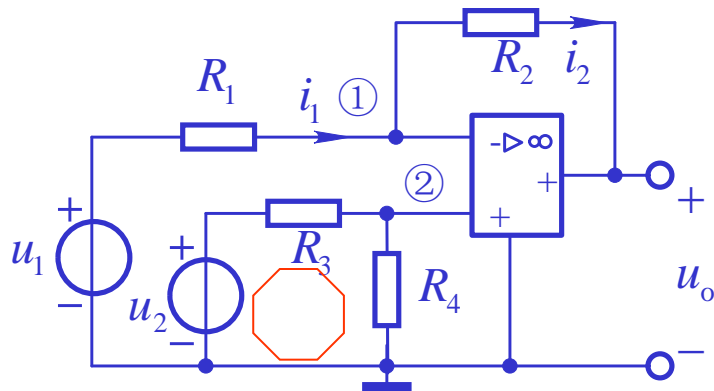 R2
i2
R1
i1 ①
- ▷ ∞
②
+
+
+
+
+
R3
u1
u2
R4
uo
-
-
-